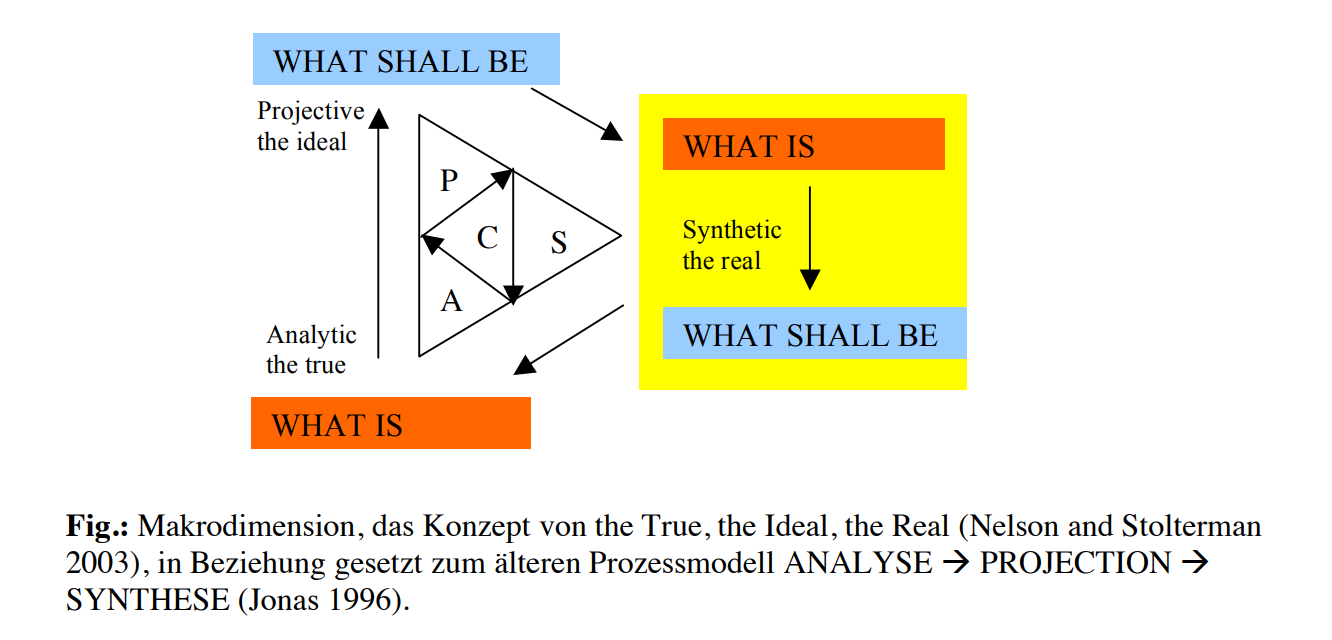 WHAT SHALL BE
Projective
the ideal
P
C
S
A
Analytic
the true
WHAT IS
WHAT IS
Synthetic
the real
WHAT SHALL BE
Fig.: Makrodimension, das Konzept von the True, the Ideal, the Real (Nelson and Stolterman
2003), in Beziehung gesetzt zum älteren Prozessmodell ANALYSE → PROJECTION →
SYNTHESE (Jonas 1996).